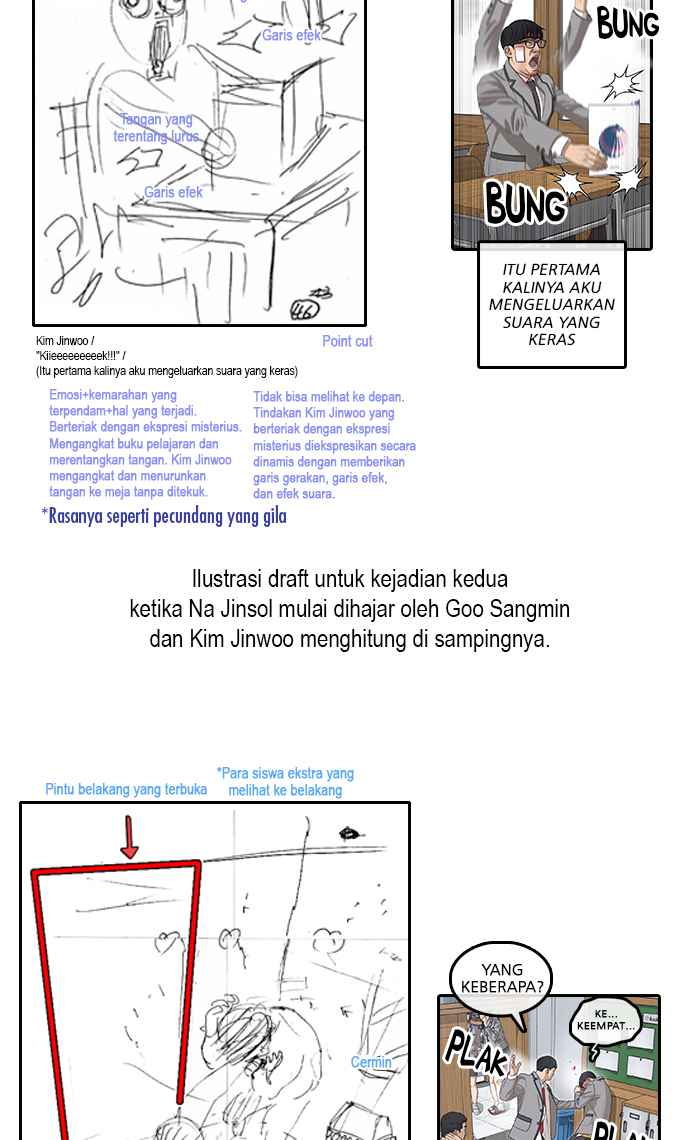 Garis efek
BUNG
Tangan yang
terentang lurus
Garis efek
BUNG
46
ITU PERTAMA
KALINYA AKU
MENGELUARKAN
SUARA YANG
KERAS
Kim Jinwoo /
"Kiieeeeeeeeek!!!" /
(Itu pertama kalinya aku mengeluarkan suara yang keras)
Point cut
Emosi+kemarahan yang
terpendam+hal yang terjadi.
Berteriak dengan ekspresi misterius.
Mengangkat buku pelajaran dan
merentangkan tangan. Kim Jinwoo
mengangkat dan menurunkan
tangan ke meja tanpa ditekuk.
Tidak bisa melihat ke depan.
Tindakan Kim Jinwoo yang
berteriak dengan ekspresi
misterius diekspresikan secara
dinamis dengan memberikan
garis gerakan, garis efek,
dan efek suara.
*Rasanya seperti pecundang yang gila
Ilustrasi draft untuk kejadian kedua
ketika Na Jinsol mulai dihajar oleh Goo Sangmin
dan Kim Jinwoo menghitung di sampingnya.
Pintu belakang yang terbuka
*Para siswa ekstra yang
melihat ke belakang
YANG
KEBERAPA?
KE...
KEEMPAT...
PLAK
Cermin
PLAK